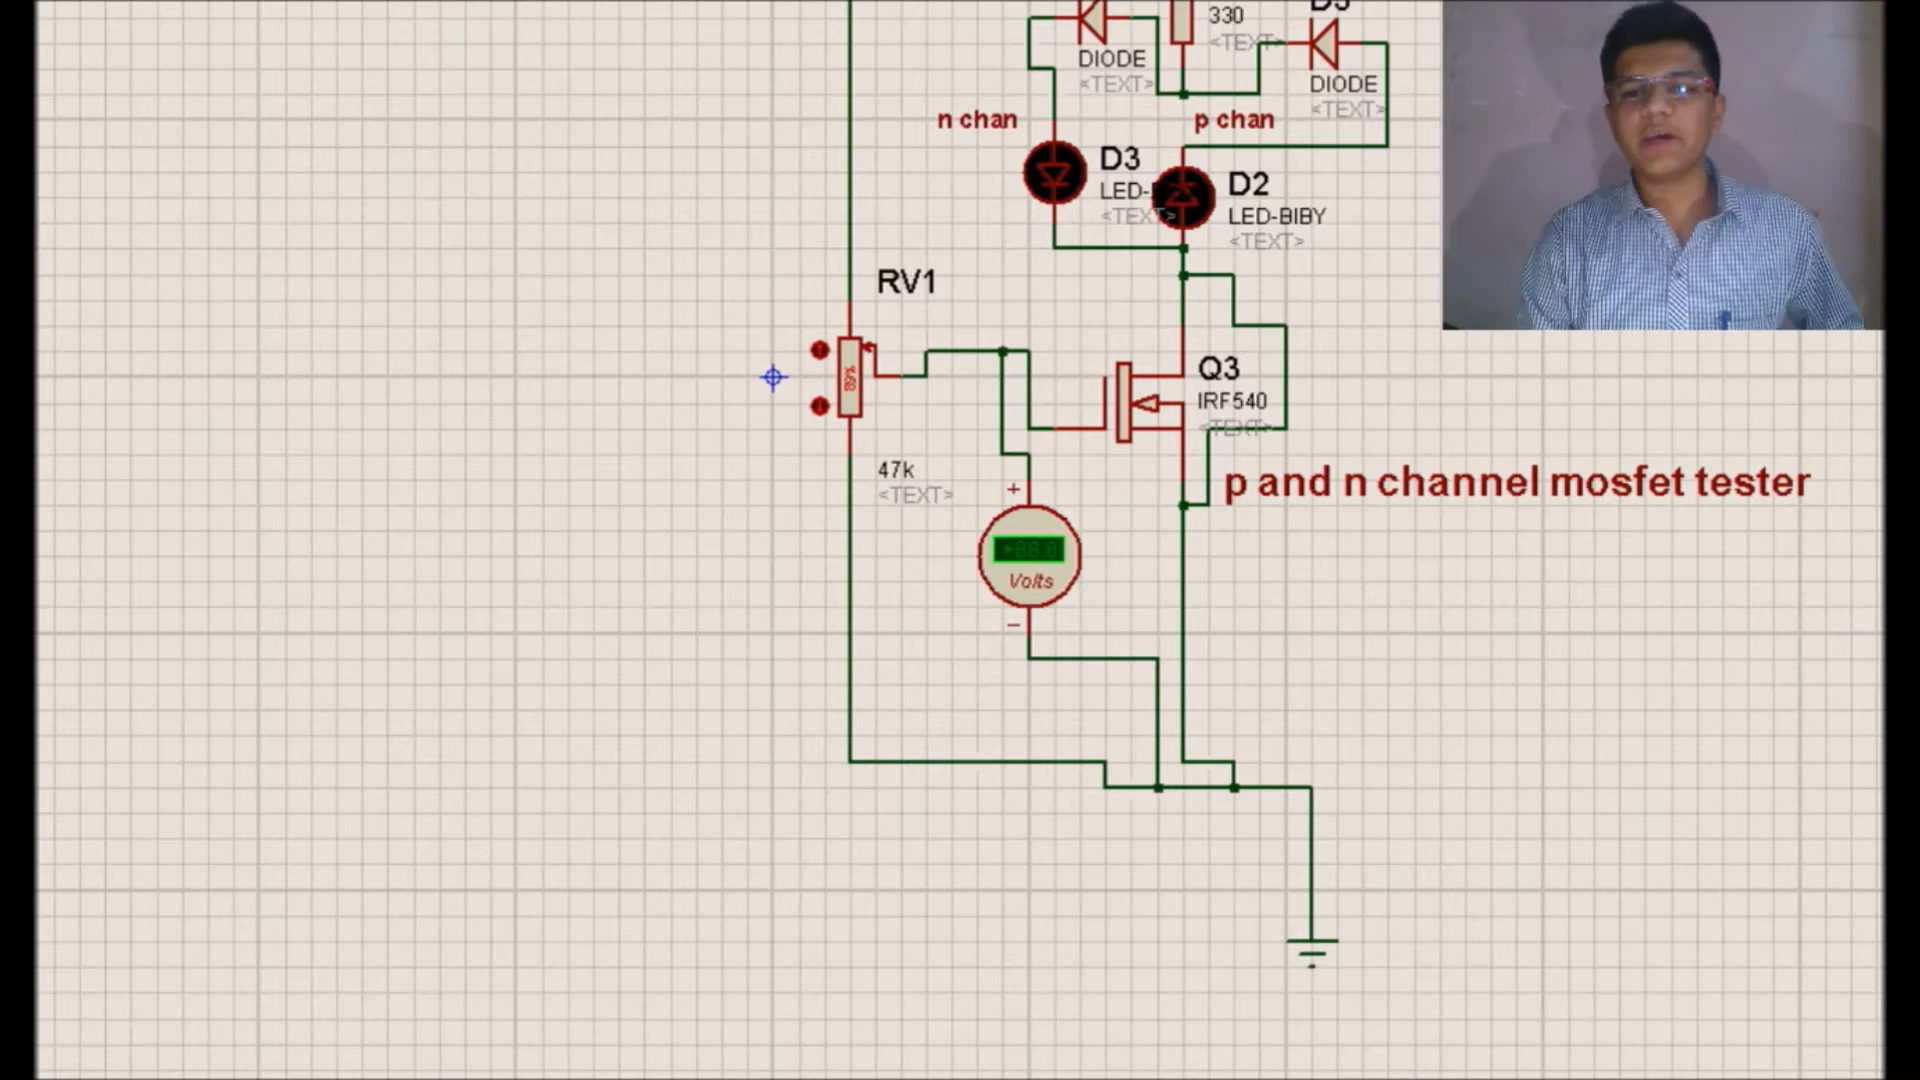 D5
330
<TEXT>
DIODE
<TEXT>
DIODE
<TEXT>
n chan
p chan
D3
LED-
<TEXT>
D2
LED-BIBY
<TEXT>
RV1
89%
Q3
IRF540
<TEXT>
p and n channel mosfet tester
47k
<TEXT>
+
Volts
−